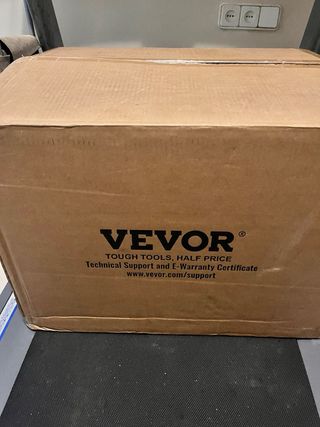 VEVOR®
TOUGH TOOLS, HALF PRICE
Technical Support and E-Warranty Certificate
www.vevor.com/support